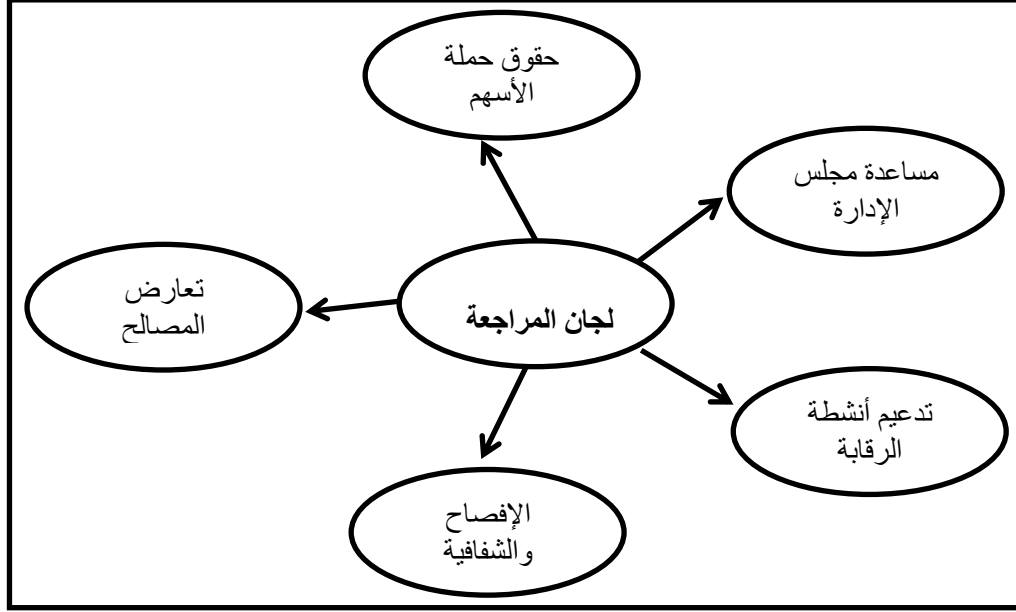 حقوق حملة
الأسهم
مساعدة مجلس
الإدارة
تعارض
المصالح
لجان المراجعة
تدعيم أنشطة
الرقابة
الإفصاح
والشفافية